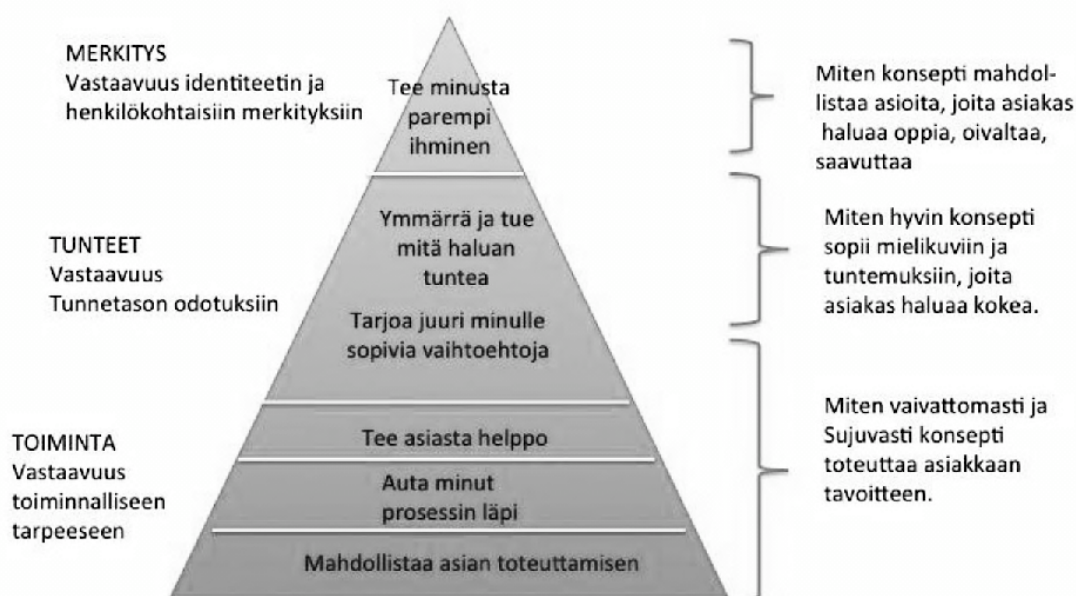 MERKITYS
Vastaavuus identiteetin ja
henkilökohtaisiin merkityksiin
Tee minusta
parempi
ihminen
Miten konsepti mahdol-
listaa asioita, joita asiakas
haluaa oppia, oivaltaa,
saavuttaa
TUNTEET
Vastaavuus
Tunnetason odotuksiin
Ymmärrä ja tue
mitä haluan
tuntea
Tarjoa juuri minulle
sopivia vaihtoehtoja
Miten hyvin konsepti
sopii mielikuviin ja
tuntemuksiin, joita
asiakas haluaa kokea.
TOIMINTA
Vastaavuus
toiminnalliseen
tarpeeseen
Tee asiasta helppo
Auta minut
prosessin läpi
Mahdollistaa asian toteuttamisen
Miten vaivattomasti ja
Sujuvasti konsepti
toteuttaa asiakkaan
tavoitteen.